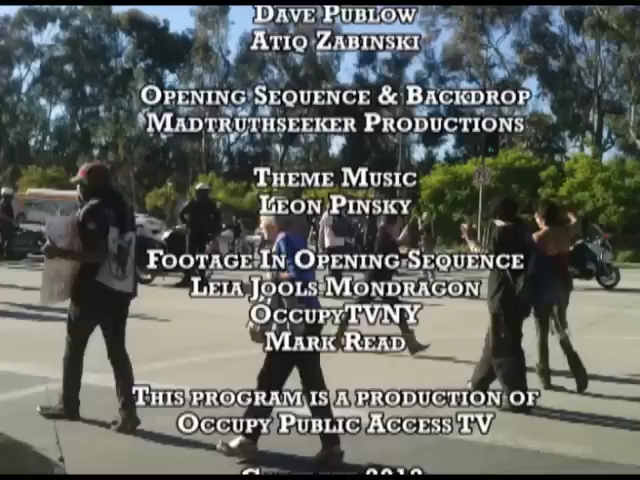 Dave Publow
Atiq Zabinski
Opening Sequence & Backdrop
Madtruthseeker Productions
Theme Music
Leon Pinsky
Footage In Opening Sequence
Leia Jools Mondragon
OccupyTVNY
Mark Read
This program is a production of
Occupy Public Access TV